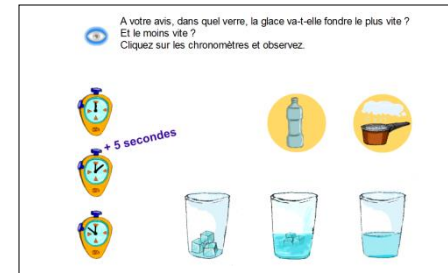 A votre avis, dans quel verre, la glace va-t-elle fondre le plus vite ?
Et le moins vite ?
Cliquez sur les chronomètres et observez.
+ 5 secondes